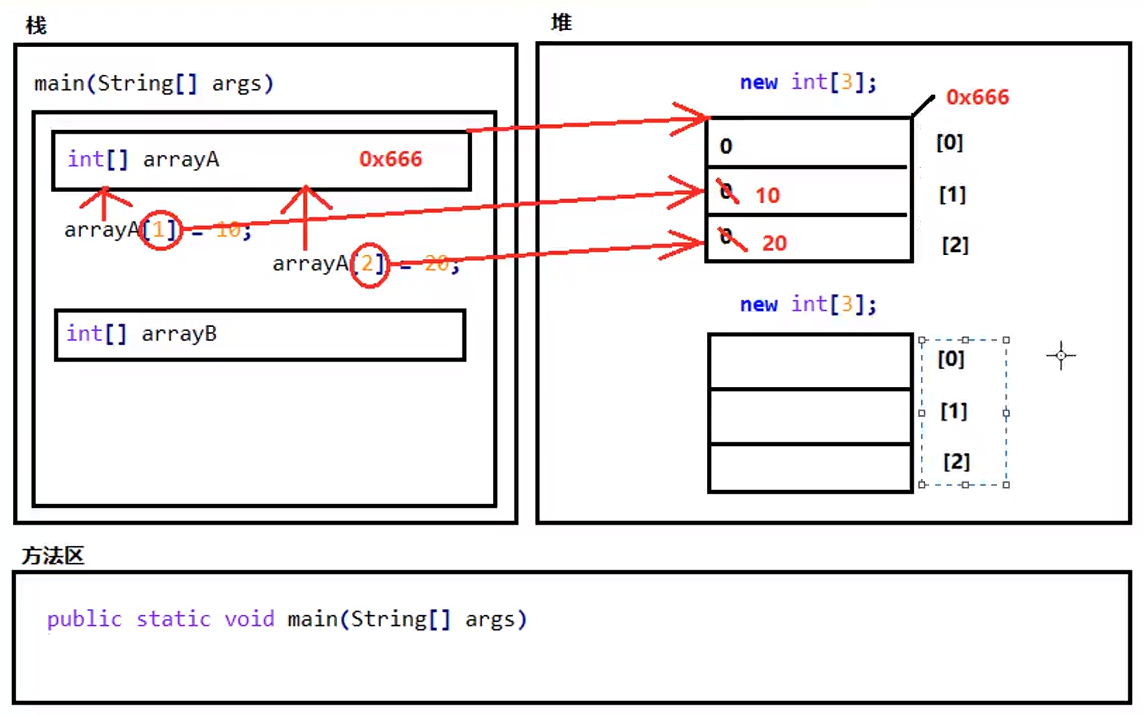 栈
main(String[] args)
int[] arrayA 0x666
arrayA[1] = 10;
arrayA[2] = 20;
int[] arrayB
堆
new int[3];
0x666
0 [0]
0 10 [1]
0 20 [2]
new int[3];
[0]
[1]
[2]
方法区
public static void main(String[] args)